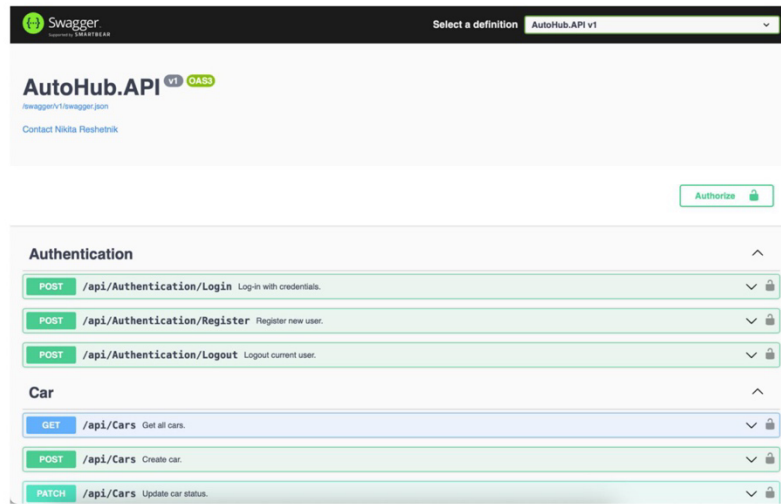 Swagger. Select a definition AutoHub.API v1
Supported by SMARTBEAR
AutoHub.API v1 OAS3
/swagger/v1/swagger.json
Contact Nikita Reshetnik
Authorize
Authentication
POST /api/Authentication/Login Log-in with credentials.
POST /api/Authentication/Register Register new user.
POST /api/Authentication/Logout Logout current user.
Car
GET /api/Cars Get all cars.
POST /api/Cars Create car.
PATCH /api/Cars Update car status.